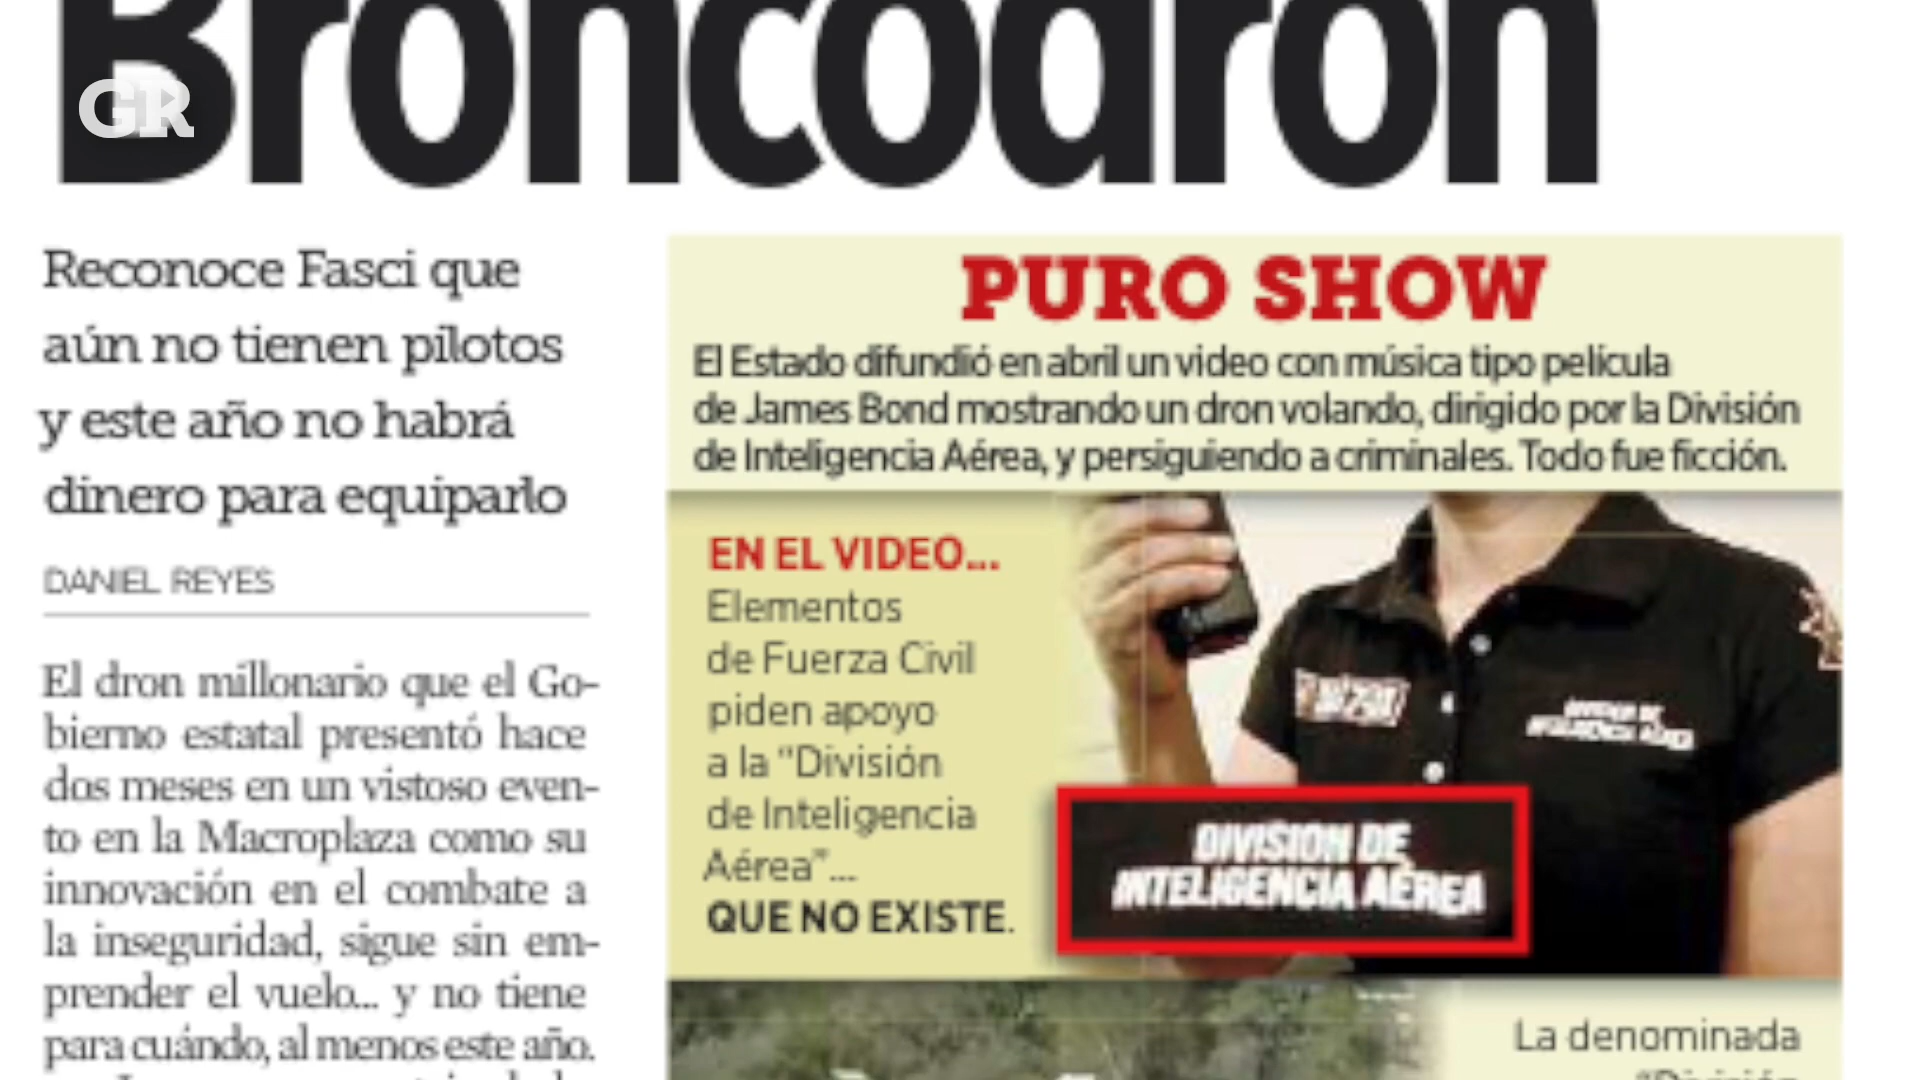 Broncodron
GR
Reconoce Fasci que
aún no tienen pilotos
y este año no habrá
dinero para equiparlo
DANIEL REYES
El dron millonario que el Go-
bierno estatal presentó hace
dos meses en un vistoso even-
to en la Macroplaza como su
innovación en el combate a
la inseguridad, sigue sin em-
prender el vuelo... y no tiene
para cuándo, al menos este año.
PURO SHOW
El Estado difundió en abril un video con música tipo película
de James Bond mostrando un dron volando, dirigido por la División
de Inteligencia Aérea, y persiguiendo a criminales. Todo fue ficción.
EN EL VIDEO...
Elementos
de Fuerza Civil
piden apoyo
a la “División
de Inteligencia
Aérea”...
QUE NO EXISTE.
DIVISION DE
INTELIGENCIA AÉREA
DIVISION DE
INTELIGENCIA AÉREA
La denominada
“División